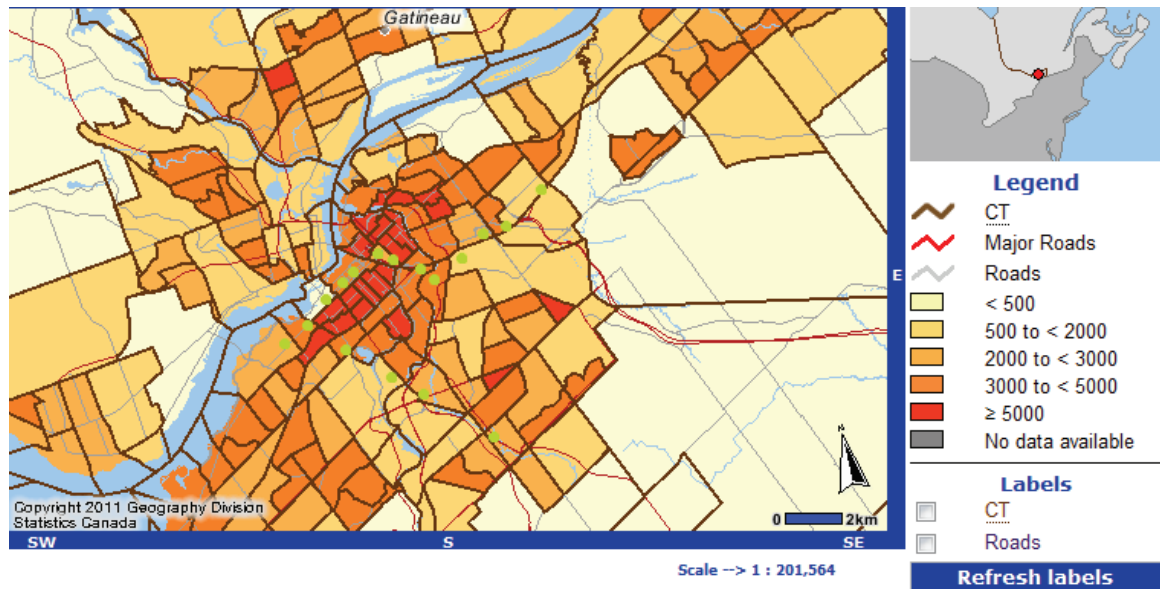 Gatineau
Copyright 2011 Geography Division
Statistics Canada
0 2km
N
E
SW S SE
Scale --> 1 : 201,564
Legend
CT
Major Roads
Roads
< 500
500 to < 2000
2000 to < 3000
3000 to < 5000
≥ 5000
No data available
Labels
CT
Roads
Refresh labels